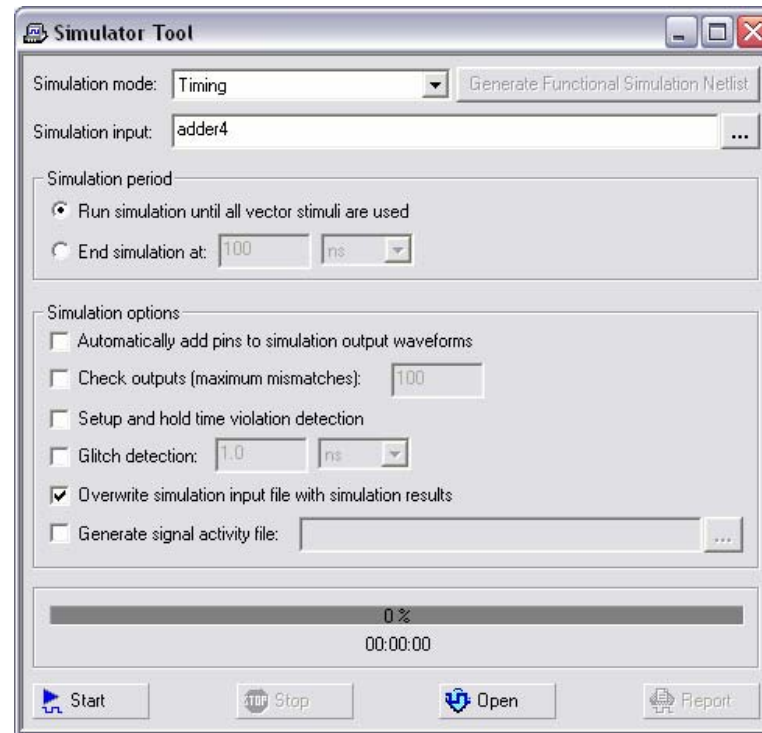 Simulator Tool
Simulation mode: Timing Generate Functional Simulation Netlist
Simulation input: adder4 ...
Simulation period
Run simulation until all vector stimuli are used
End simulation at: 100 ns
Simulation options
Automatically add pins to simulation output waveforms
Check outputs (maximum mismatches): 100
Setup and hold time violation detection
Glitch detection: 1.0 ns
Overwrite simulation input file with simulation results
Generate signal activity file: ...
0 %
00:00:00
Start STOP Stop Open Report